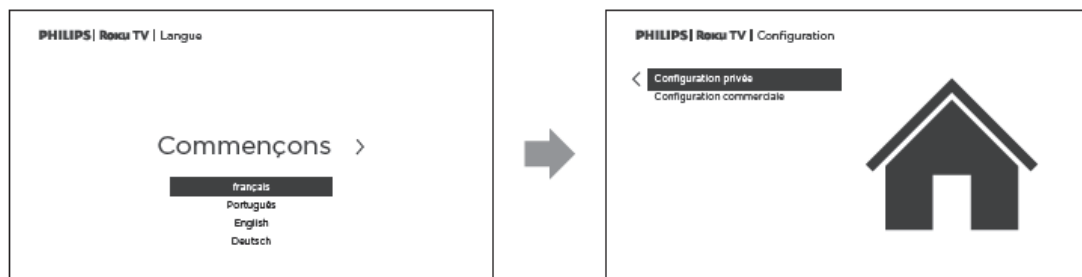 PHILIPS| Roku TV | Langue
Commençons >
français
Português
English
Deutsch
PHILIPS| Roku TV | Configuration
< Configuration privée
Configuration commerciale